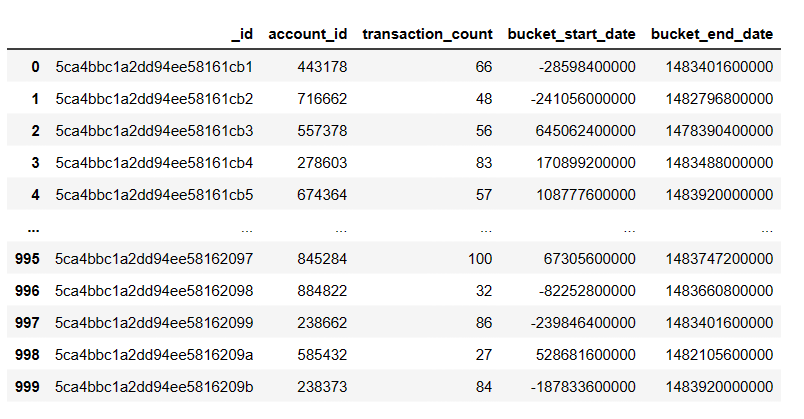 _id account_id transaction_count bucket_start_date bucket_end_date
0 5ca4bbc1a2dd94ee58161cb1 443178 66 -28598400000 1483401600000
1 5ca4bbc1a2dd94ee58161cb2 716662 48 -241056000000 1482796800000
2 5ca4bbc1a2dd94ee58161cb3 557378 56 645062400000 1478390400000
3 5ca4bbc1a2dd94ee58161cb4 278603 83 170899200000 1483488000000
4 5ca4bbc1a2dd94ee58161cb5 674364 57 108777600000 1483920000000
... ... ... ... ... ...
995 5ca4bbc1a2dd94ee58162097 845284 100 67305600000 1483747200000
996 5ca4bbc1a2dd94ee58162098 884822 32 -82252800000 1483660800000
997 5ca4bbc1a2dd94ee58162099 238662 86 -239846400000 1483401600000
998 5ca4bbc1a2dd94ee5816209a 585432 27 528681600000 1482105600000
999 5ca4bbc1a2dd94ee5816209b 238373 84 -187833600000 1483920000000